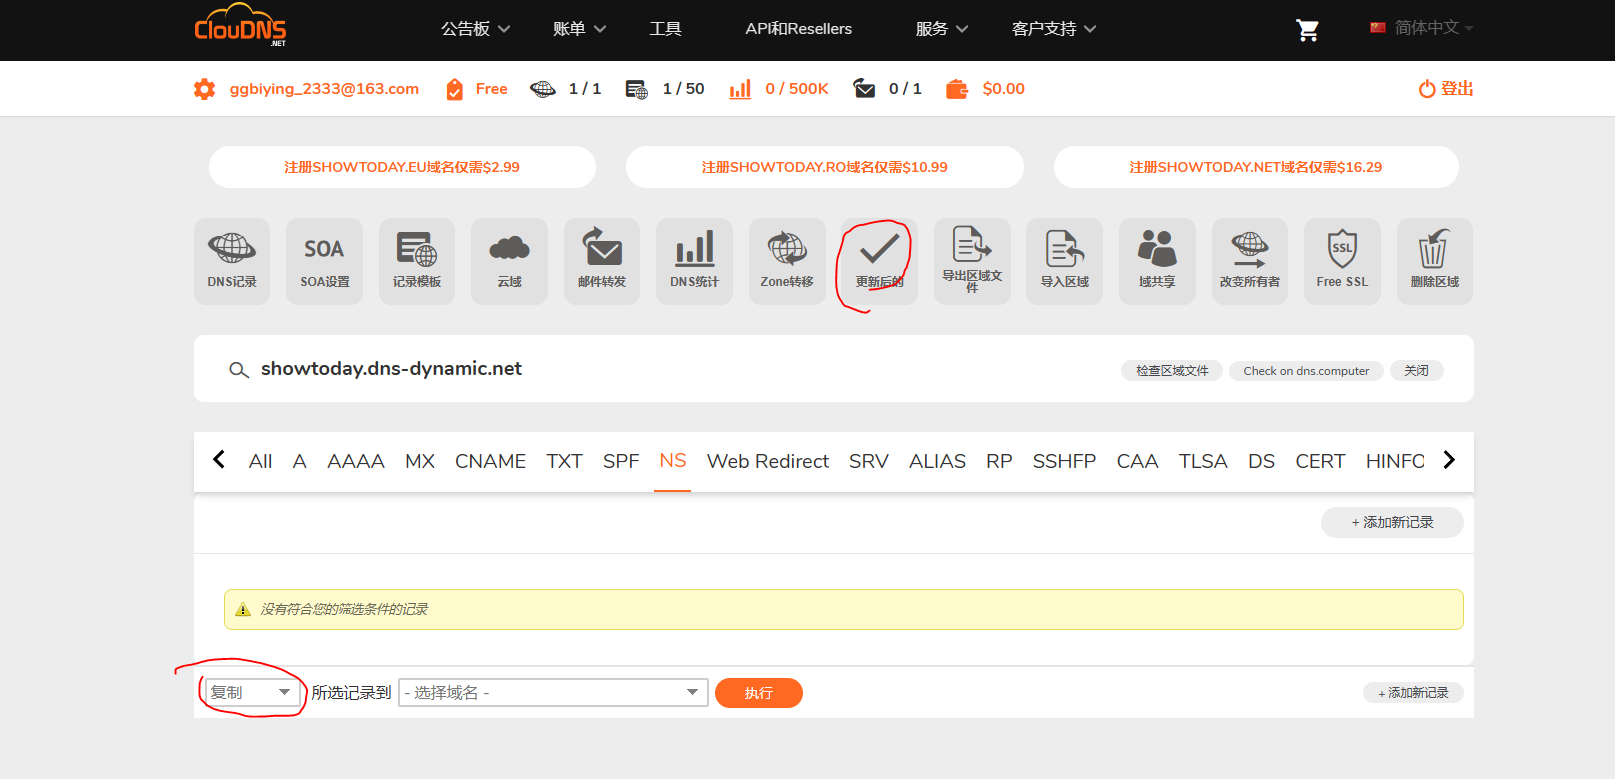 ClouDNS
.NET
公告板 账单 工具 API和Resellers 服务 客户支持 简体中文
ggbiying_2333@163.com Free 1 / 1 1 / 50 0 / 500K 0 / 1 $0.00 登出
注册SHOWTODAY.EU域名仅需$2.99 注册SHOWTODAY.RO域名仅需$10.99 注册SHOWTODAY.NET域名仅需$16.29
DNS记录
SOA
SOA设置
记录模板
云域
邮件转发
DNS统计
Zone转移
更新后的
导出区域文
件
导入区域
域共享
改变所有者
SSL
Free SSL
删除区域
showtoday.dns-dynamic.net 检查区域文件 Check on dns.computer 关闭
All A AAAA MX CNAME TXT SPF NS Web Redirect SRV ALIAS RP SSHFP CAA TLSA DS CERT HINFO
+ 添加新记录
没有符合您的筛选条件的记录
复制 所选记录到 - 选择域名 - 执行 + 添加新记录